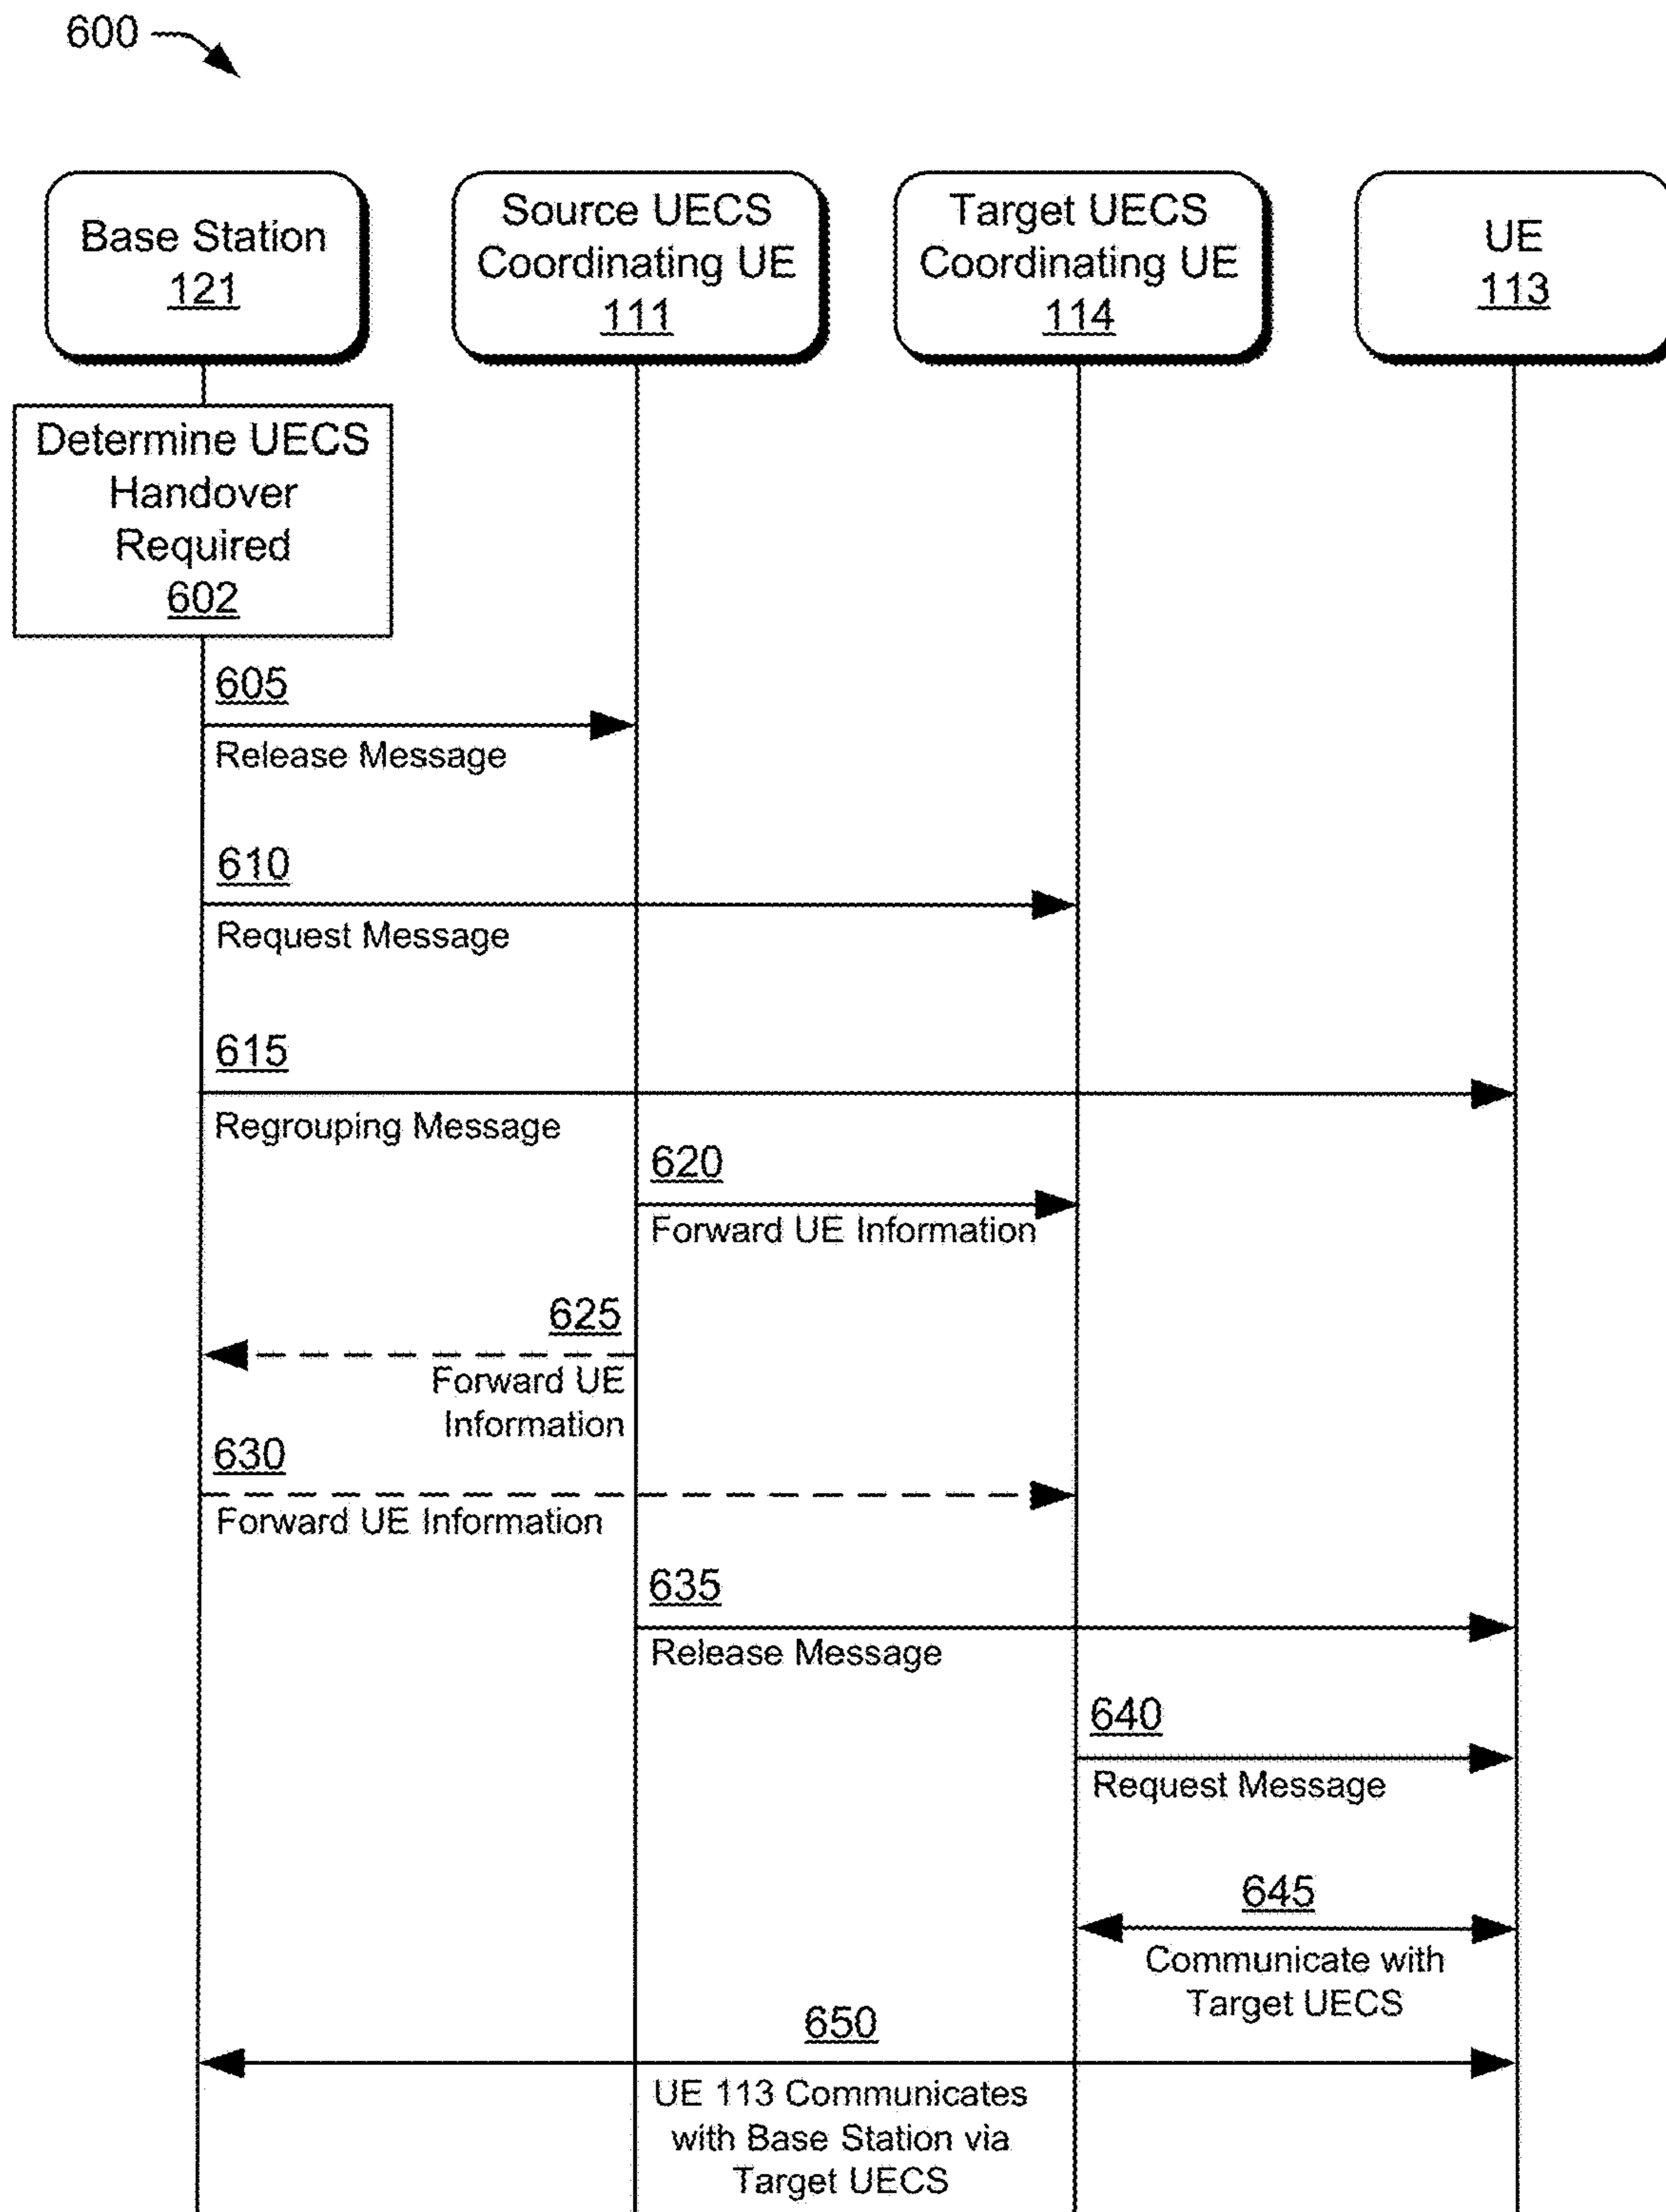 600
Base Station
121
Source UECS
Coordinating UE
111
Target UECS
Coordinating UE
114
UE
113
Determine UECS
Handover
Required
602
605
Release Message
610
Request Message
615
Regrouping Message
620
Forward UE Information
625
Forward UE
Information
630
Forward UE Information
635
Release Message
640
Request Message
645
Communicate with
Target UECS
650
UE 113 Communicates
with Base Station via
Target UECS